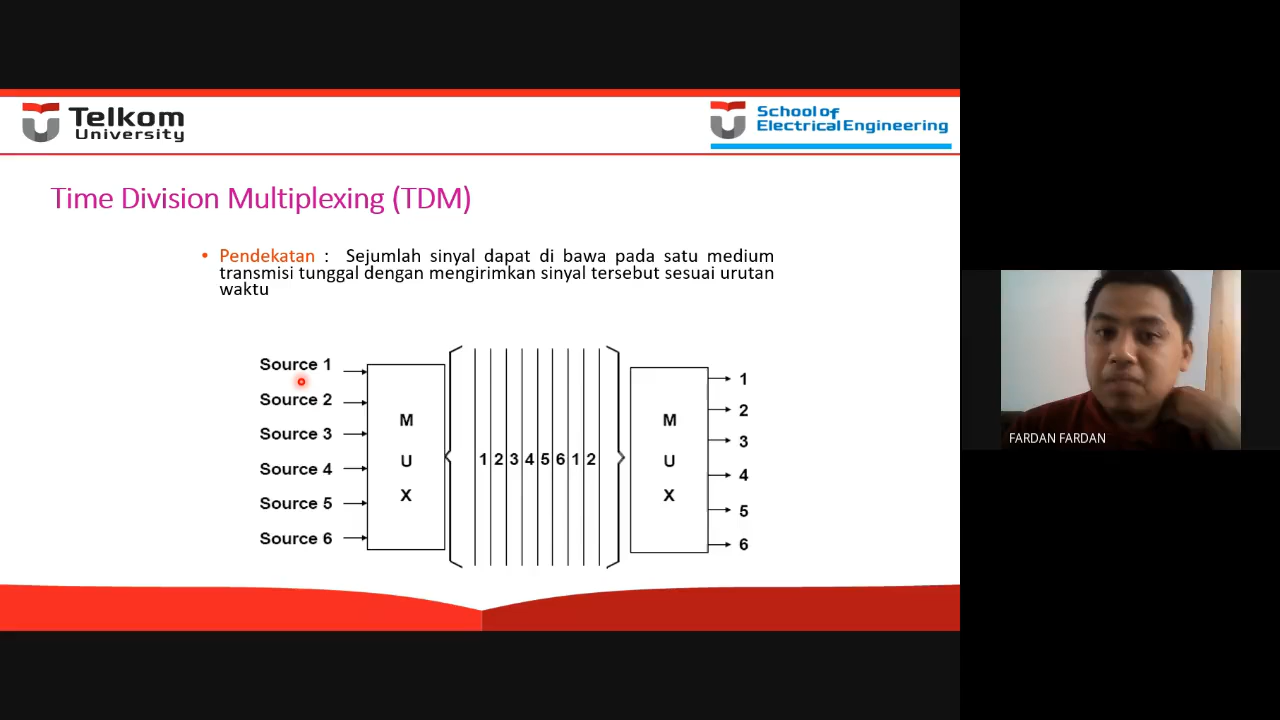 Telkom
University
School of
Electrical Engineering
Time Division Multiplexing (TDM)
• Pendekatan : Sejumlah sinyal dapat di bawa pada satu medium
transmisi tunggal dengan mengirimkan sinyal tersebut sesuai urutan
waktu
Source 1
Source 2
Source 3
Source 4
Source 5
Source 6
M
U
X
1 2 3 4 5 6 1 2
M
U
X
1
2
3
4
5
6
FARDAN FARDAN